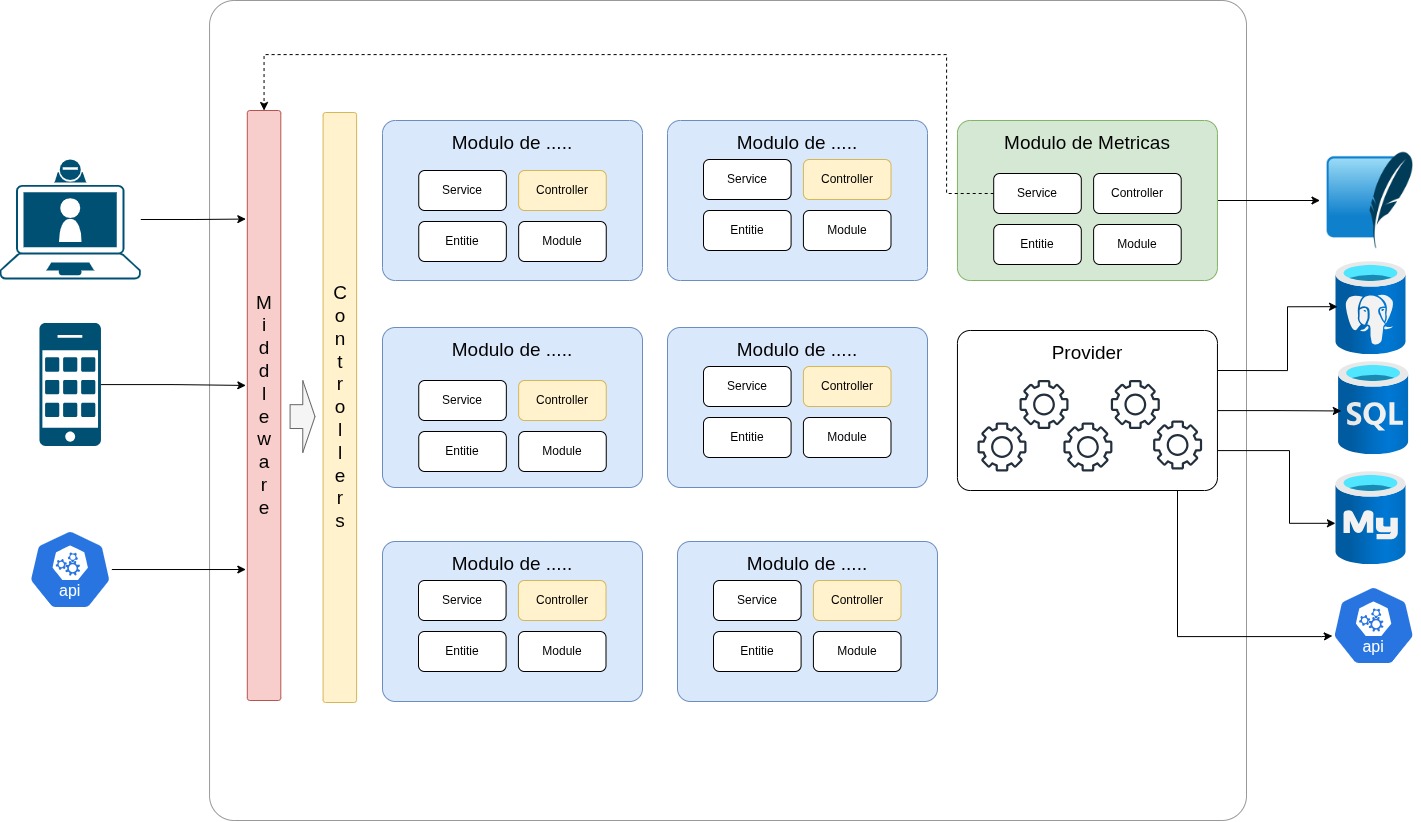 Middleware
Controllers
Modulo de .....
Service
Controller
Entitie
Module
Modulo de .....
Service
Controller
Entitie
Module
Modulo de Metricas
Service
Controller
Entitie
Module
Modulo de .....
Service
Controller
Entitie
Module
Modulo de .....
Service
Controller
Entitie
Module
Provider
SQL
My
api
Modulo de .....
Service
Controller
Entitie
Module
Modulo de .....
Service
Controller
Entitie
Module
api